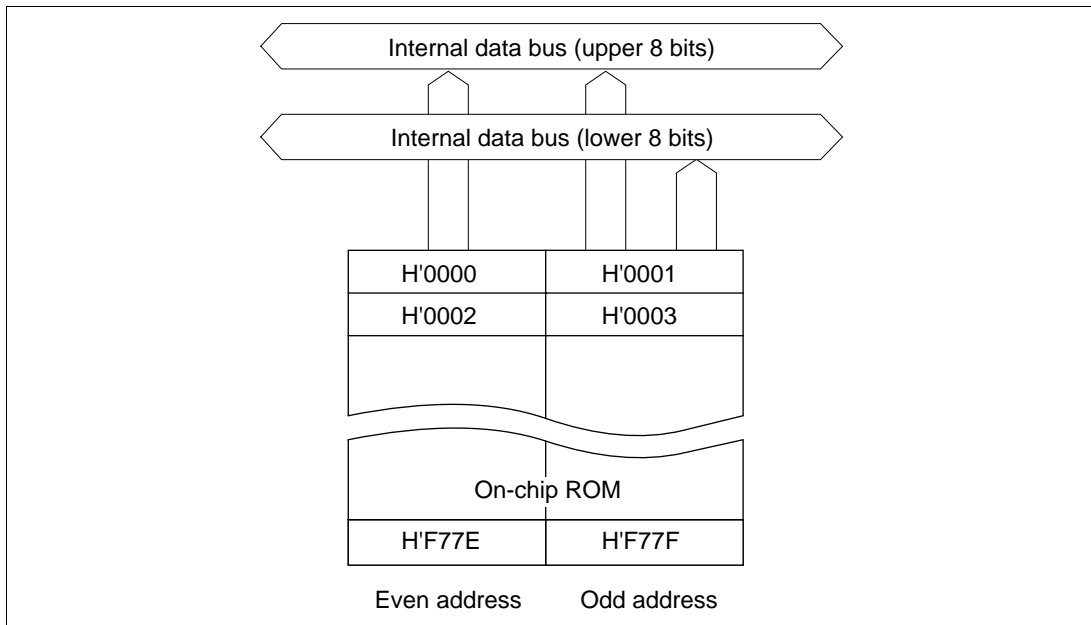 Internal data bus (upper 8 bits)
Internal data bus (lower 8 bits)
H'0000 H'0001
H'0002 H'0003
On-chip ROM
H'F77E H'F77F
Even address Odd address